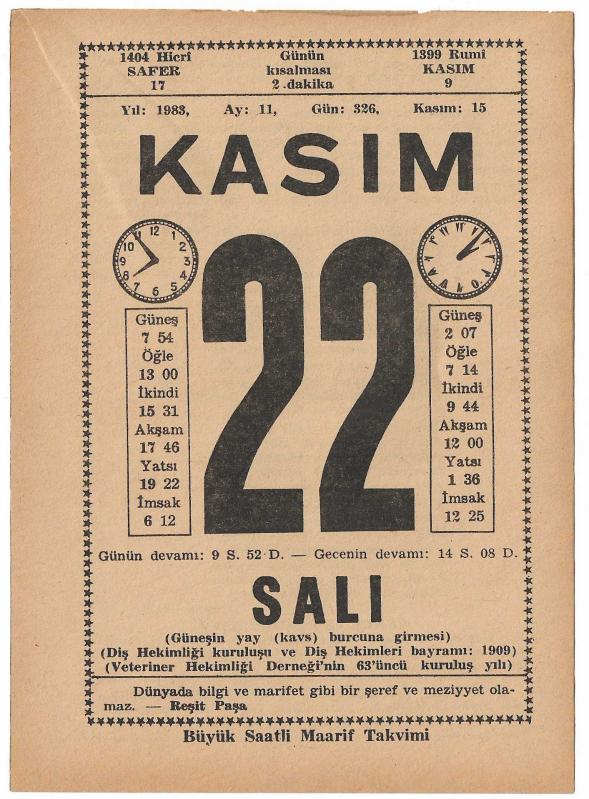 1404 Hicrî
SAFER
17
Günün
kısalması
2 dakika
1399 Rumî
KASIM
9
Yıl: 1983, Ay: 11, Gün: 326, Kasım: 15
KASIM
22
Güneş
7 54
Öğle
13 00
İkindi
15 31
Akşam
17 46
Yatsı
19 22
İmsak
6 12
Güneş
2 07
Öğle
7 14
İkindi
9 44
Akşam
12 00
Yatsı
1 36
İmsak
12 25
Günün devamı: 9 S. 52 D. — Gecenin devamı: 14 S. 08 D.
SALI
(Güneşin yay (kavs) burcuna girmesi)
(Diş Hekimliği kuruluşu ve Diş Hekimleri bayramı: 1909)
(Veteriner Hekimliği Derneği'nin 63'üncü kuruluş yılı)
Dünyada bilgi ve marifet gibi bir şeref ve meziyyet ola-
maz. — Reşit Paşa
Büyük Saatli Maarif Takvimi